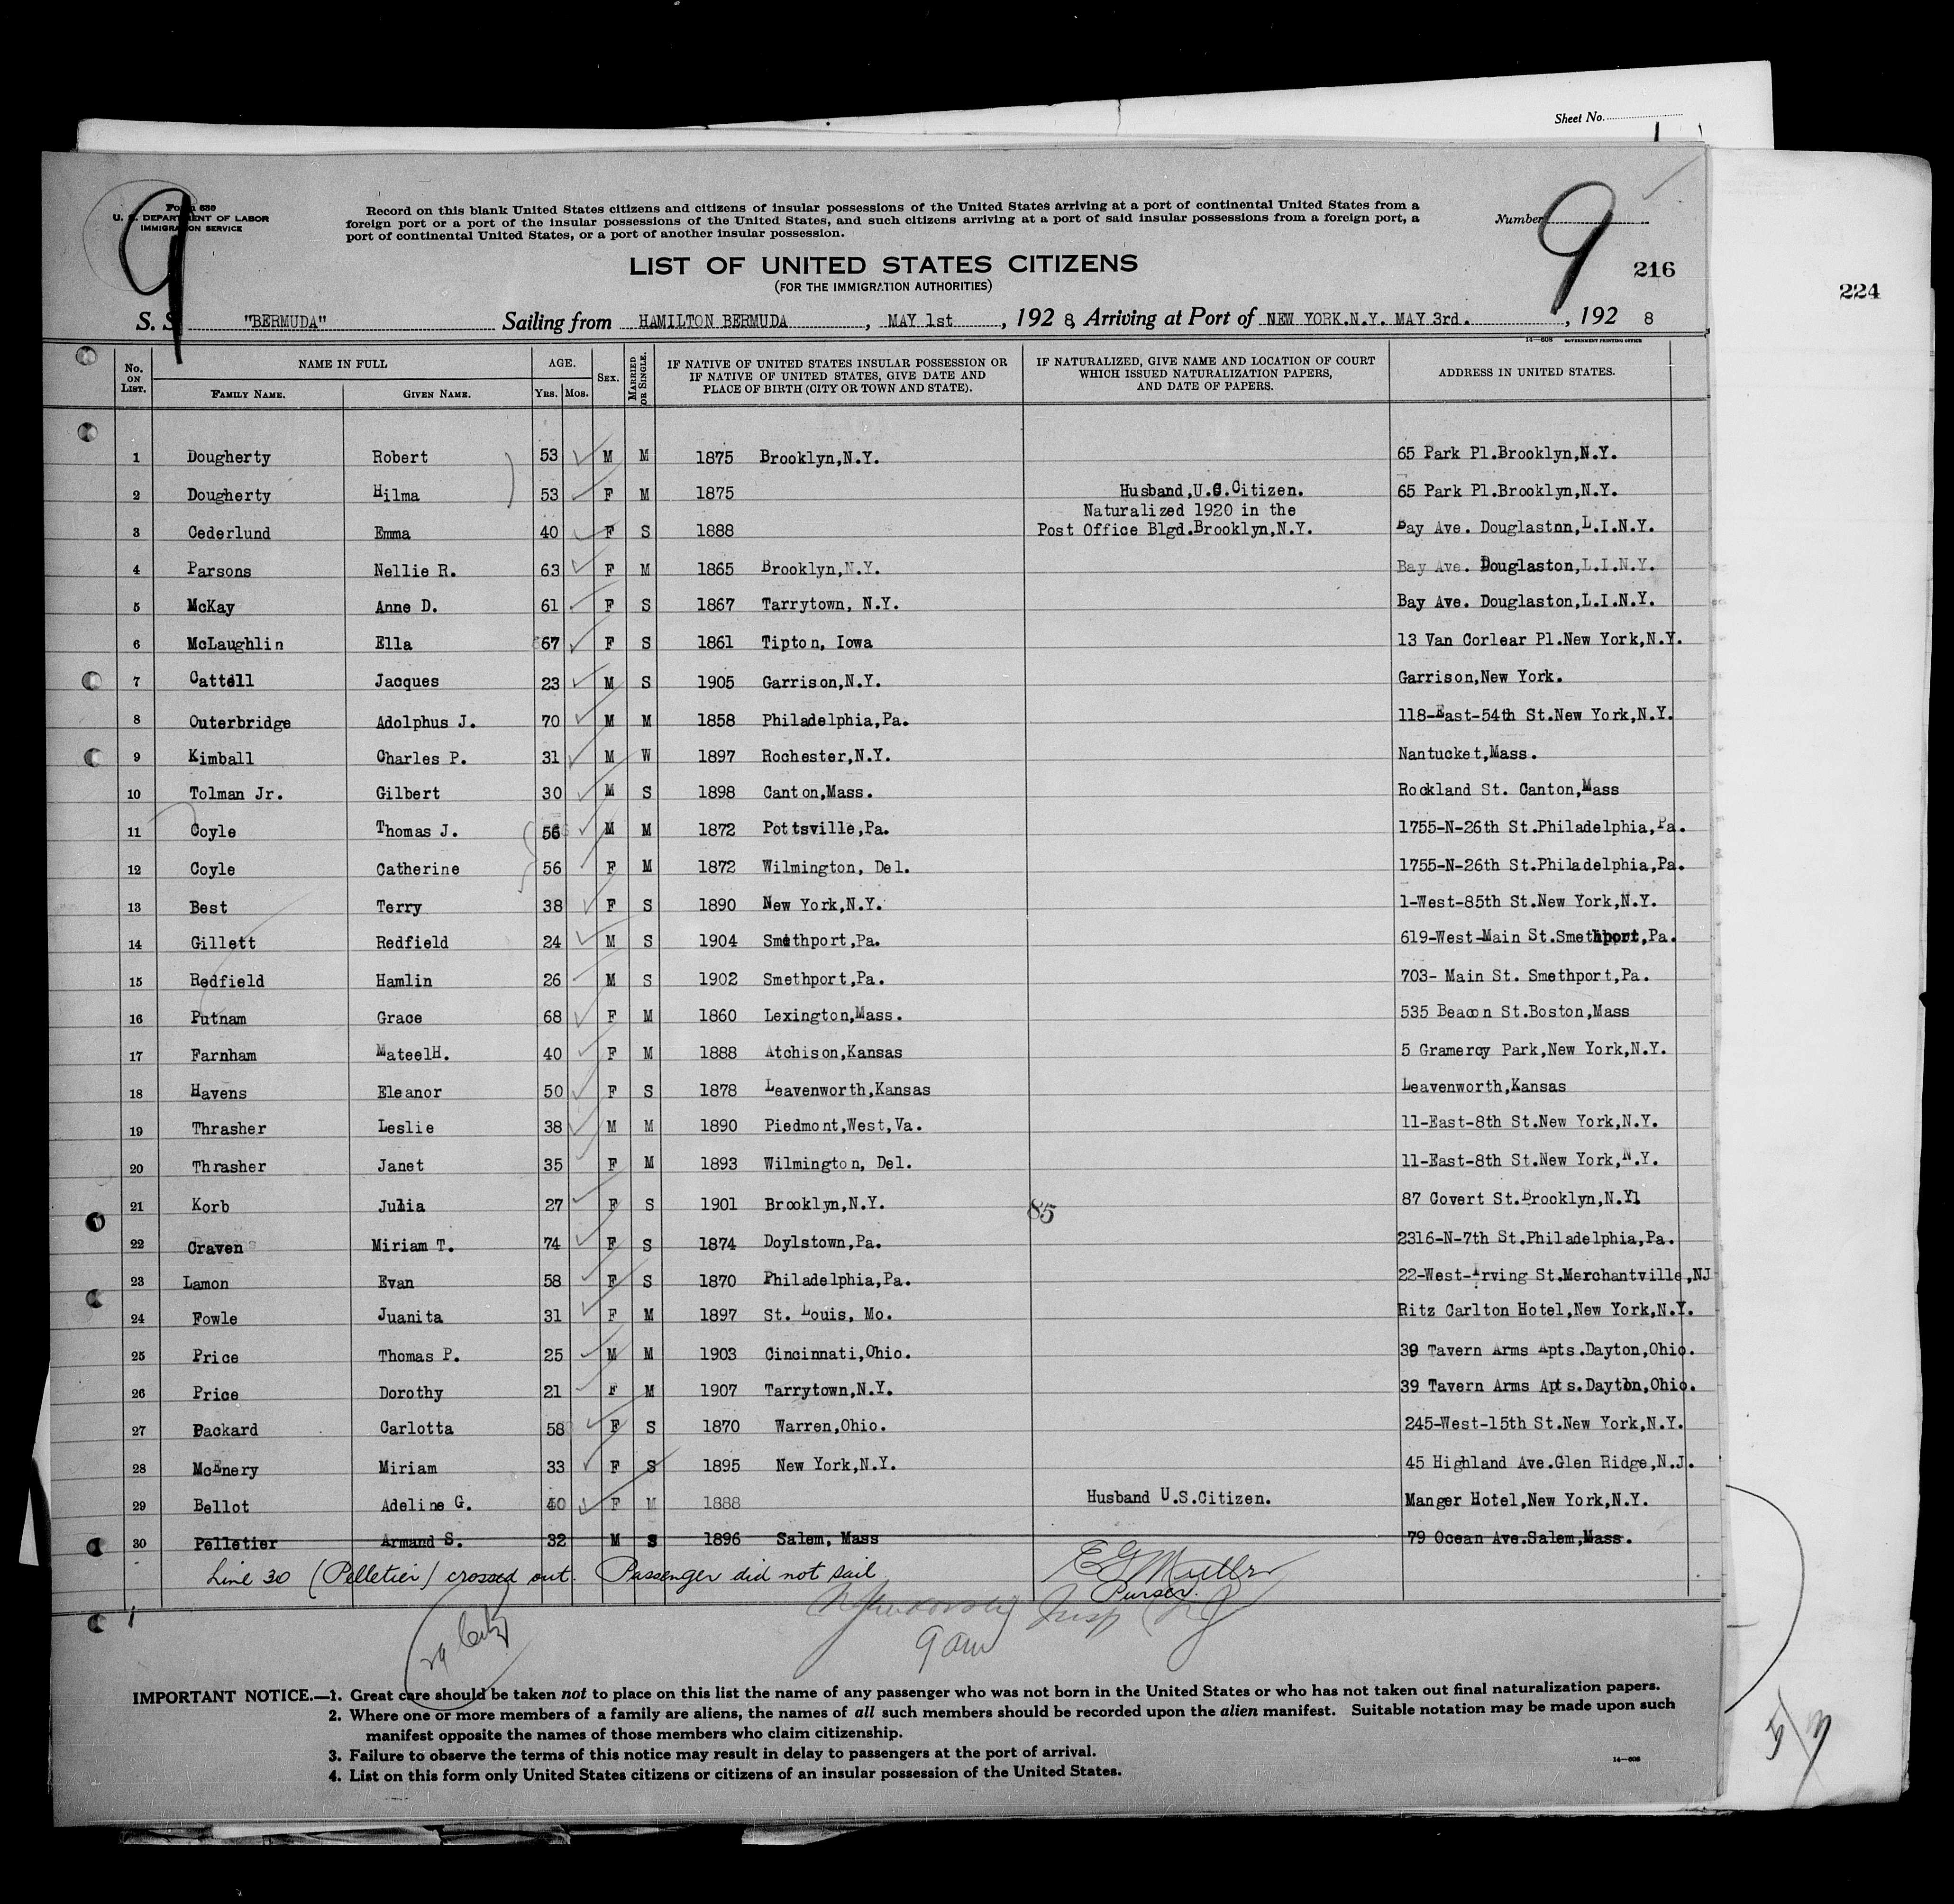 Sheet No.
9
9
Form 630
U. S. DEPARTMENT OF LABOR
IMMIGRATION SERVICE
Record on this blank United States citizens and citizens of insular possessions of the United States arriving at a port of continental United States from a
foreign port or a port of the insular possessions of the United States, and such citizens arriving at a port of said insular possessions from a foreign port, a
port of continental United States, or a port of another insular possession.
Number
216
224
LIST OF UNITED STATES CITIZENS
(FOR THE IMMIGRATION AUTHORITIES)
S. S. "BERMUDA" Sailing from HAMILTON BERMUDA, MAY 1st, 192 8, Arriving at Port of NEW YORK.N.Y. MAY 3rd., 192 8
14—608 GOVERNMENT PRINTING OFFICE
No. ON LIST. NAME IN FULL FAMILY NAME. GIVEN NAME. AGE. YRS. MOS. SEX. MARRIED OR SINGLE. IF NATIVE OF UNITED STATES INSULAR POSSESSION OR IF NATIVE OF UNITED STATES, GIVE DATE AND PLACE OF BIRTH (CITY OR TOWN AND STATE). IF NATURALIZED, GIVE NAME AND LOCATION OF COURT WHICH ISSUED NATURALIZATION PAPERS, AND DATE OF PAPERS. ADDRESS IN UNITED STATES.
1 Dougherty Robert 53 M M 1875 Brooklyn,N.Y. 65 Park Pl.Brooklyn,N.Y.
2 Dougherty Hilma 53 F M 1875 Husband,U.S.Citizen. 65 Park Pl.Brooklyn,N.Y.
Naturalized 1920 in the
3 Cederlund Emma 40 F S 1888 Post Office Blgd.Brooklyn,N.Y. Bay Ave. Douglastnn,L.I.N.Y.
4 Parsons Nellie R. 63 F M 1865 Brooklyn,N.Y. Bay Ave. Douglaston,L.I.N.Y.
5 McKay Anne D. 61 F S 1867 Tarrytown, N.Y. Bay Ave. Douglaston,L.I.N.Y.
6 McLaughlin Ella 67 F S 1861 Tipton, Iowa 13 Van Corlear Pl.New York,N.Y.
7 Cattell Jacques 23 M S 1905 Garrison,N.Y. Garrison,New York.
8 Outerbridge Adolphus J. 70 M M 1858 Philadelphia,Pa. 118-East-54th St.New York,N.Y.
9 Kimball Charles P. 31 M W 1897 Rochester,N.Y. Nantucket,Mass.
10 Tolman Jr. Gilbert 30 M S 1898 Canton,Mass. Rockland St. Canton,Mass
11 Coyle Thomas J. 56 M M 1872 Pottsville,Pa. 1755-N-26th St.Philadelphia,Pa.
12 Coyle Catherine 56 F M 1872 Wilmington, Del. 1755-N-26th St.Philadelphia,Pa.
13 Best Terry 38 F S 1890 New York,N.Y. 1-West-85th St.New York,N.Y.
14 Gillett Redfield 24 M S 1904 Smethport,Pa. 619-West-Main St.Smethport,Pa.
15 Redfield Hamlin 26 M S 1902 Smethport,Pa. 703- Main St. Smethport,Pa.
16 Putnam Grace 68 F M 1860 Lexington,Mass. 535 Beacon St.Boston,Mass
17 Farnham MateelH. 40 F M 1888 Atchison,Kansas 5 Gramercy Park,New York,N.Y.
18 Havens Eleanor 50 F S 1878 Leavenworth,Kansas Leavenworth,Kansas
19 Thrasher Leslie 38 M M 1890 Piedmont,West,Va. 11-East-8th St.New York,N.Y.
20 Thrasher Janet 35 F M 1893 Wilmington, Del. 11-East-8th St.New York,N.Y.
21 Korb Julia 27 F S 1901 Brooklyn,N.Y. 85 87 Covert St.Brooklyn,N.Yl
22 Craven Miriam T. 74 F S 1874 Doylstown,Pa. 2316-N-7th St.Philadelphia,Pa.
23 Lamon Evan 58 F S 1870 Philadelphia,Pa. 22-West-Irving St.Merchantville,NJ
24 Fowle Juanita 31 F M 1897 St. Louis, Mo. Ritz Carlton Hotel,New York,N.Y.
25 Price Thomas P. 25 M M 1903 Cincinnati,Ohio. 39 Tavern Arms Apts.Dayton,Ohio.
26 Price Dorothy 21 F M 1907 Tarrytown,N.Y. 39 Tavern Arms Apts.Daytbn,Ohio.
27 Packard Carlotta 58 F S 1870 Warren,Ohio. 245-West-15th St.New York,N.Y.
28 McEnery Miriam 33 F S 1895 New York,N.Y. 45 Highland Ave.Glen Ridge,N.J.
29 Bellot Adeline G. 40 F M 1888 Husband U.S.Citizen. Manger Hotel,New York,N.Y.
30 Pelletier Armand S. 32 M S 1896 Salem, Mass 79 Ocean Ave.Salem,Mass.
Line 30 (Pelletier) crossed out. Passenger did not sail
EG Muller
Purser.
Insp
9 am
IMPORTANT NOTICE.—1. Great care should be taken not to place on this list the name of any passenger who was not born in the United States or who has not taken out final naturalization papers.
2. Where one or more members of a family are aliens, the names of all such members should be recorded upon the alien manifest. Suitable notation may be made upon such
manifest opposite the names of those members who claim citizenship.
3. Failure to observe the terms of this notice may result in delay to passengers at the port of arrival.
14—608
4. List on this form only United States citizens or citizens of an insular possession of the United States.